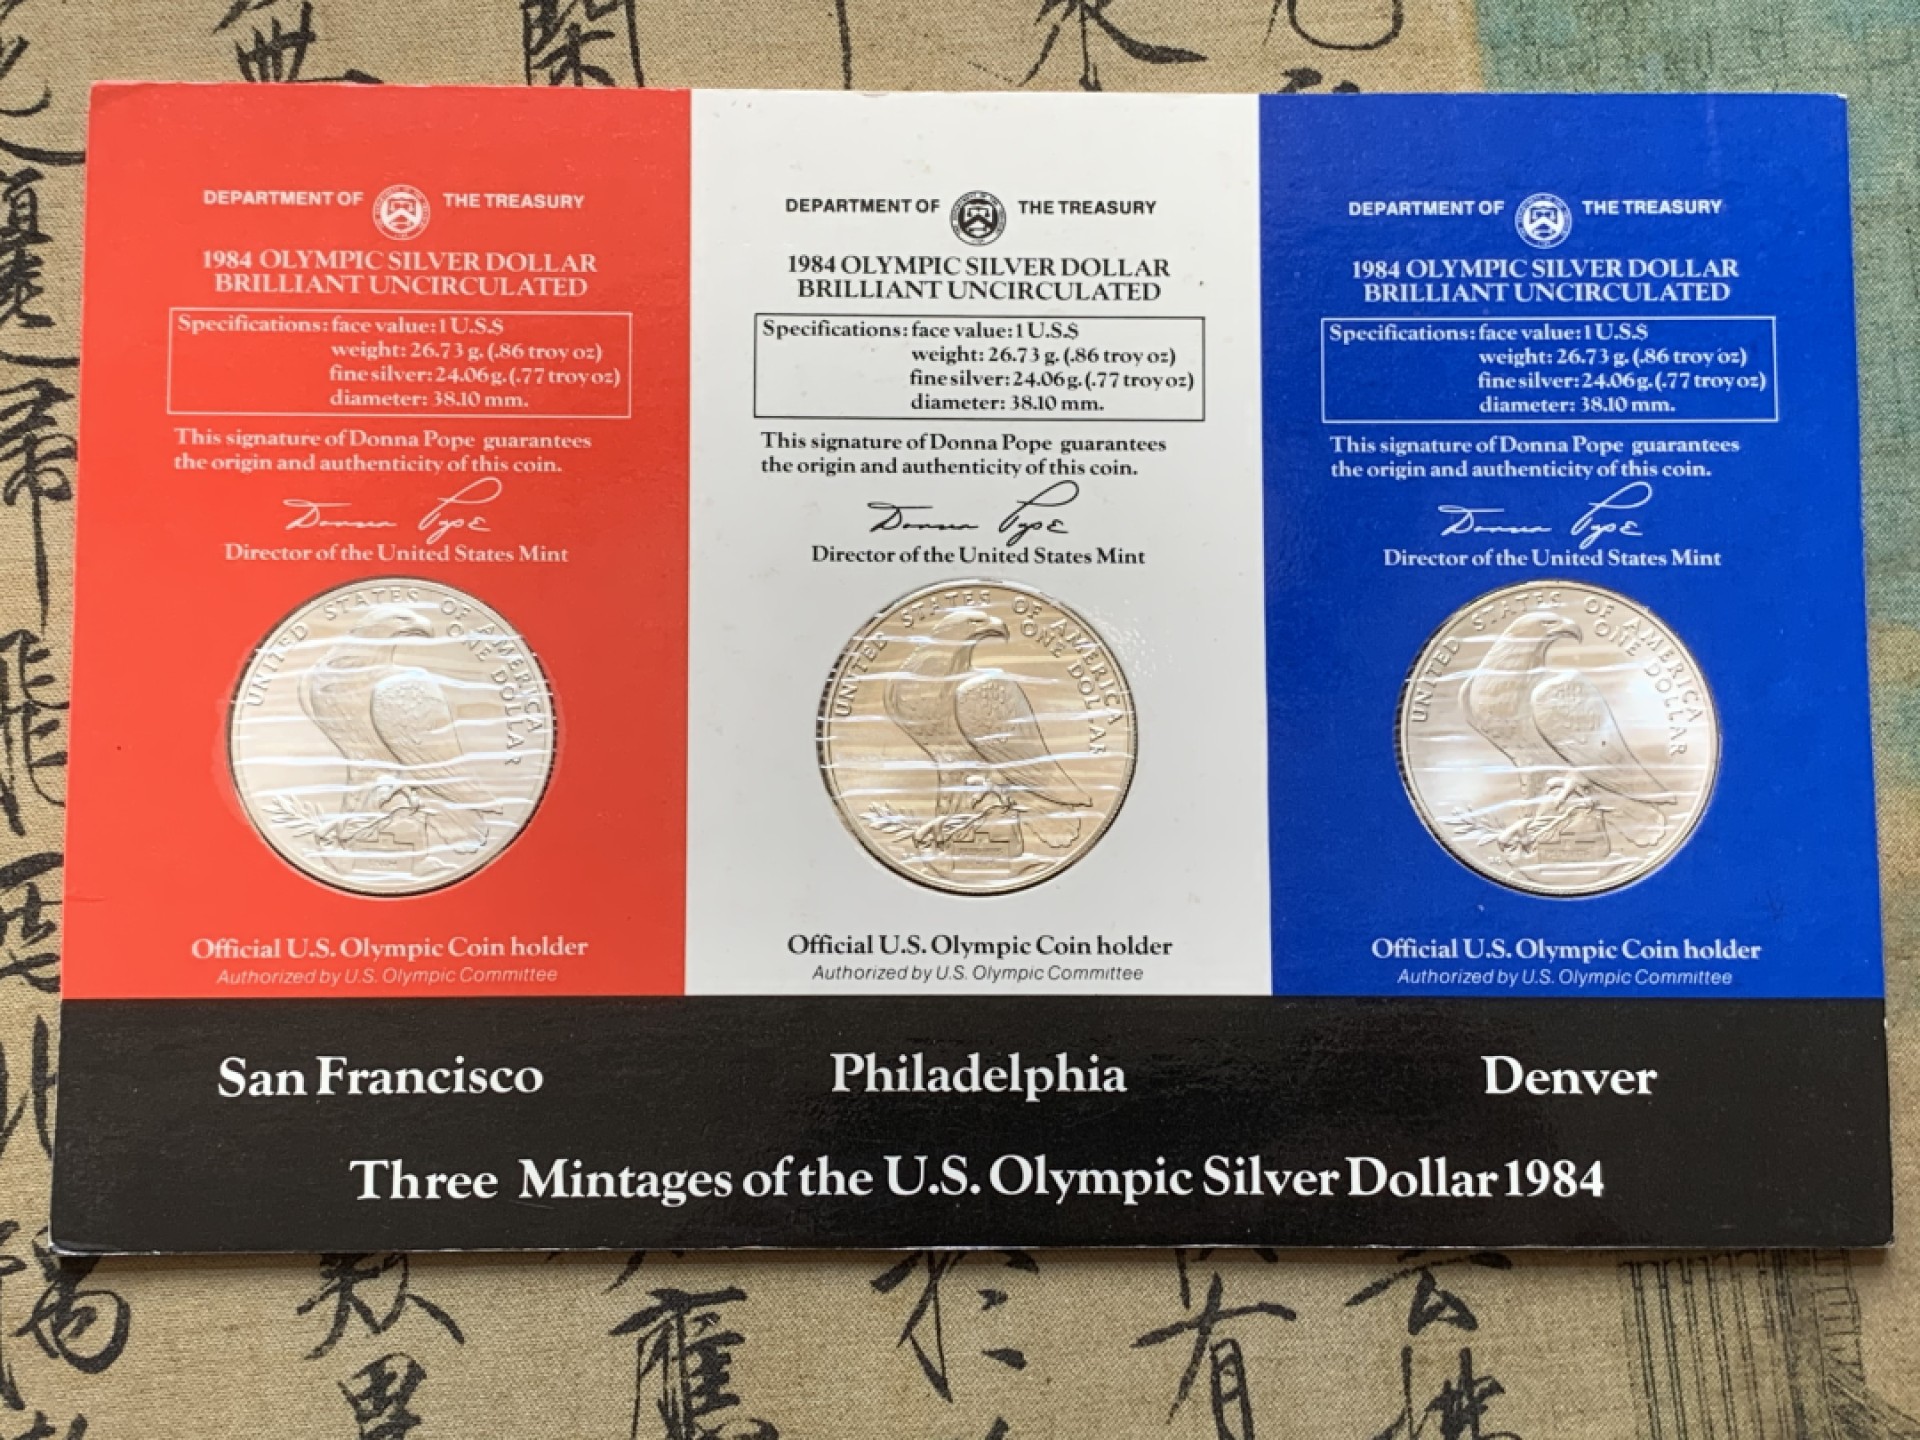 DEPARTMENT OF THE TREASURY
1984 OLYMPIC SILVER DOLLAR
BRILLIANT UNCIRCULATED
Specifications: face value: 1 U.S.$
weight: 26.73 g. (.86 troy oz)
fine silver: 24.06 g. (.77 troy oz)
diameter: 38.10 mm.
This signature of Donna Pope guarantees
the origin and authenticity of this coin.
Donna Pope
Director of the United States Mint
UNITED STATES OF AMERICA
ONE DOLLAR
Official U.S. Olympic Coin holder
Authorized by U.S. Olympic Committee
DEPARTMENT OF THE TREASURY
1984 OLYMPIC SILVER DOLLAR
BRILLIANT UNCIRCULATED
Specifications: face value: 1 U.S.$
weight: 26.73 g. (.86 troy oz)
fine silver: 24.06 g. (.77 troy oz)
diameter: 38.10 mm.
This signature of Donna Pope guarantees
the origin and authenticity of this coin.
Donna Pope
Director of the United States Mint
UNITED STATES OF AMERICA
ONE DOLLAR
Official U.S. Olympic Coin holder
Authorized by U.S. Olympic Committee
DEPARTMENT OF THE TREASURY
1984 OLYMPIC SILVER DOLLAR
BRILLIANT UNCIRCULATED
Specifications: face value: 1 U.S.$
weight: 26.73 g. (.86 troy oz)
fine silver: 24.06 g. (.77 troy oz)
diameter: 38.10 mm.
This signature of Donna Pope guarantees
the origin and authenticity of this coin.
Donna Pope
Director of the United States Mint
UNITED STATES OF AMERICA
ONE DOLLAR
Official U.S. Olympic Coin holder
Authorized by U.S. Olympic Committee
San Francisco Philadelphia Denver
Three Mintages of the U.S. Olympic Silver Dollar 1984
應
有